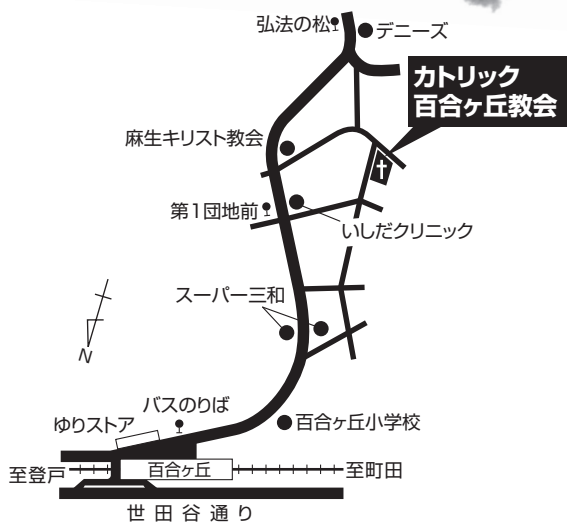 弘法の松
デニーズ
カトリック
百合ヶ丘教会
麻生キリスト教会
第1団地前
いしだクリニック
スーパー三和
N
バスのりば
ゆりストア
百合ヶ丘小学校
至登戸
百合ヶ丘
至町田
世田谷通り